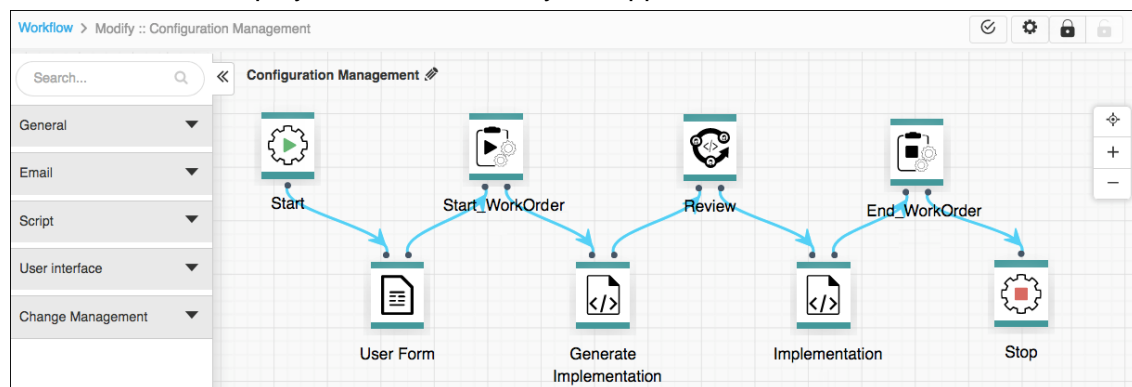 Workflow > Modify :: Configuration Management
Search...
Configuration Management
General
Email
Script
User interface
Change Management
Start
Start_WorkOrder
Review
End_WorkOrder
User Form
Generate
Implementation
Implementation
Stop